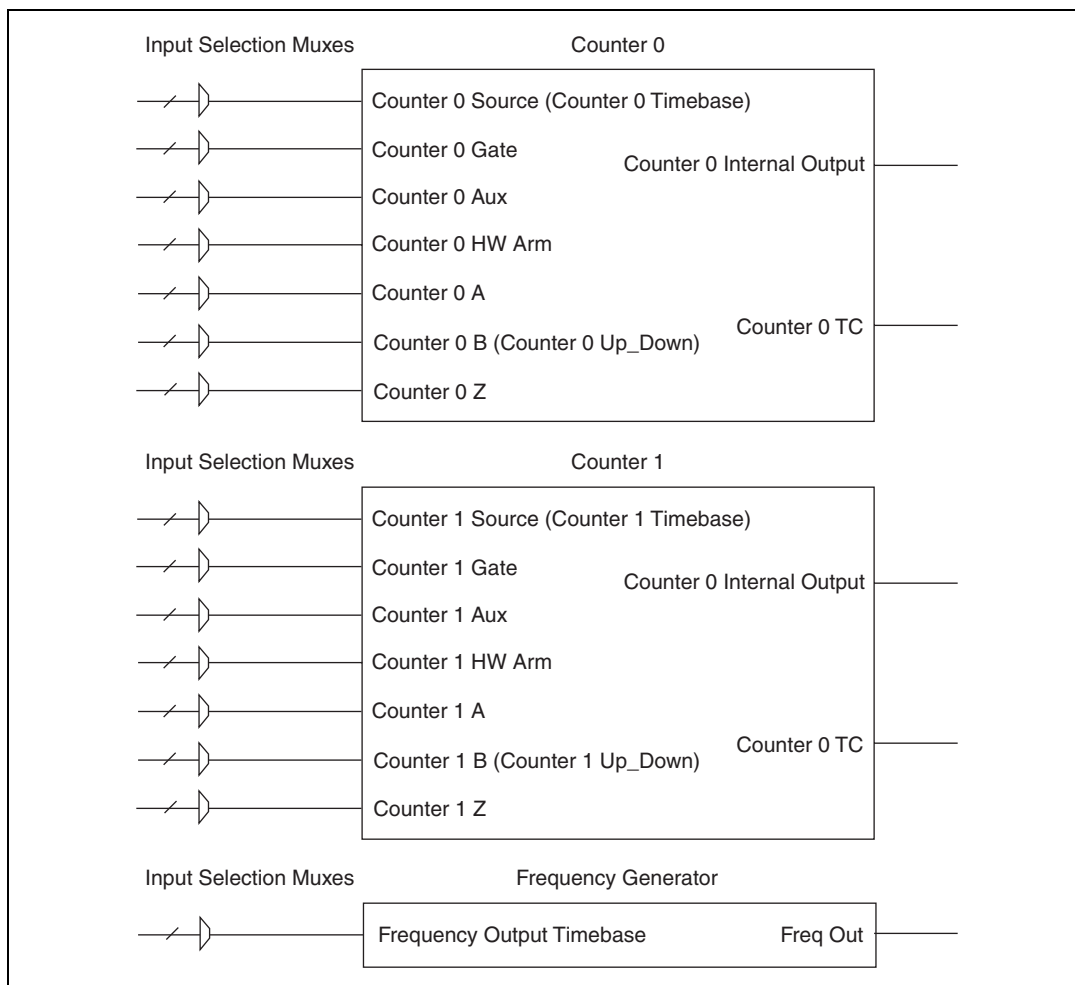 Input Selection Muxes
Counter 0
Counter 0 Source (Counter 0 Timebase)
Counter 0 Gate
Counter 0 Internal Output
Counter 0 Aux
Counter 0 HW Arm
Counter 0 A
Counter 0 TC
Counter 0 B (Counter 0 Up_Down)
Counter 0 Z
Input Selection Muxes
Counter 1
Counter 1 Source (Counter 1 Timebase)
Counter 1 Gate
Counter 0 Internal Output
Counter 1 Aux
Counter 1 HW Arm
Counter 1 A
Counter 0 TC
Counter 1 B (Counter 1 Up_Down)
Counter 1 Z
Input Selection Muxes
Frequency Generator
Frequency Output Timebase
Freq Out